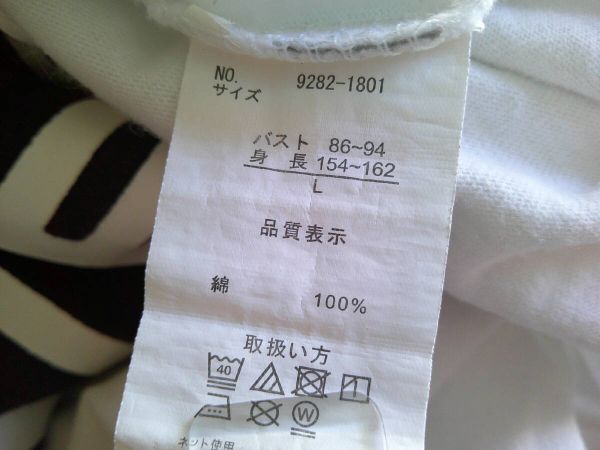 NO. 9282-1801
サイズ
バスト 86~94
身長 154~162
L
品質表示
綿 100%
取扱い方
40
W
ネット使用